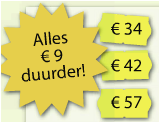 Alles
€ 9
duurder!
€ 34
€ 42
€ 57